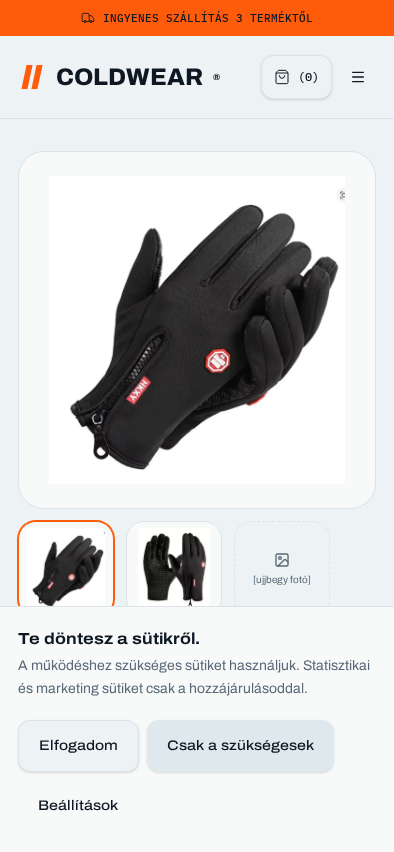 INGYENES SZÁLLÍTÁS 3 TERMÉKTŐL
COLDWEAR ®
(0)
HKXY
[ujjbegy fotó]
Te döntesz a sütikről.
A működéshez szükséges sütiket használjuk. Statisztikai
és marketing sütiket csak a hozzájárulásoddal.
Elfogadom
Csak a szükségesek
Beállítások